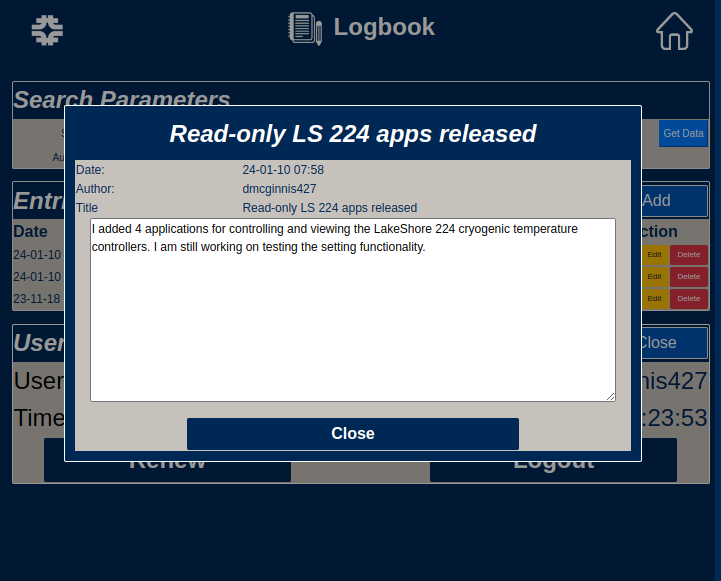 Logbook
Search Parameters
Get Data
Read-only LS 224 apps released
Date: 24-01-10 07:58
Author: dmcginnis427
Title Read-only LS 224 apps released
I added 4 applications for controlling and viewing the LakeShore 224 cryogenic temperature
controllers. I am still working on testing the setting functionality.
Close
Add
Date
24-01-10 Edit Delete
24-01-10 Edit Delete
23-11-18 Edit Delete
User
Close
User
Time :23:53
Renew Logout